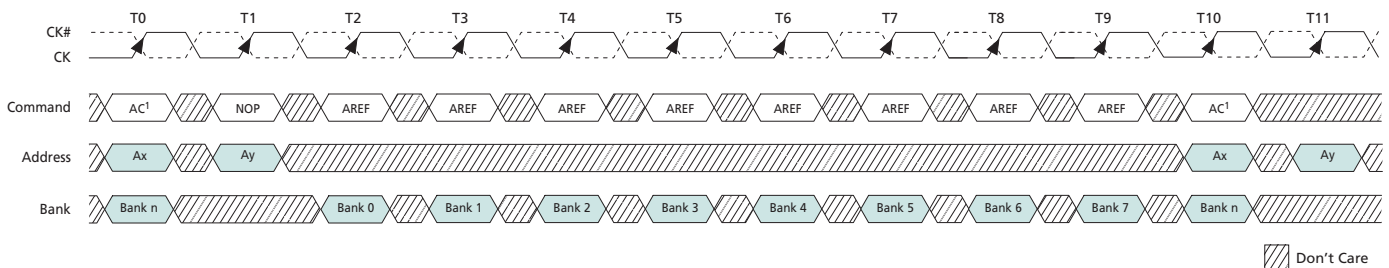 T0 T1 T2 T3 T4 T5 T6 T7 T8 T9 T10 T11
CK#
CK
Command AC¹ NOP AREF AREF AREF AREF AREF AREF AREF AREF AC¹
Address Ax Ay Ax Ay
Bank Bank n Bank 0 Bank 1 Bank 2 Bank 3 Bank 4 Bank 5 Bank 6 Bank 7 Bank n
Don't Care